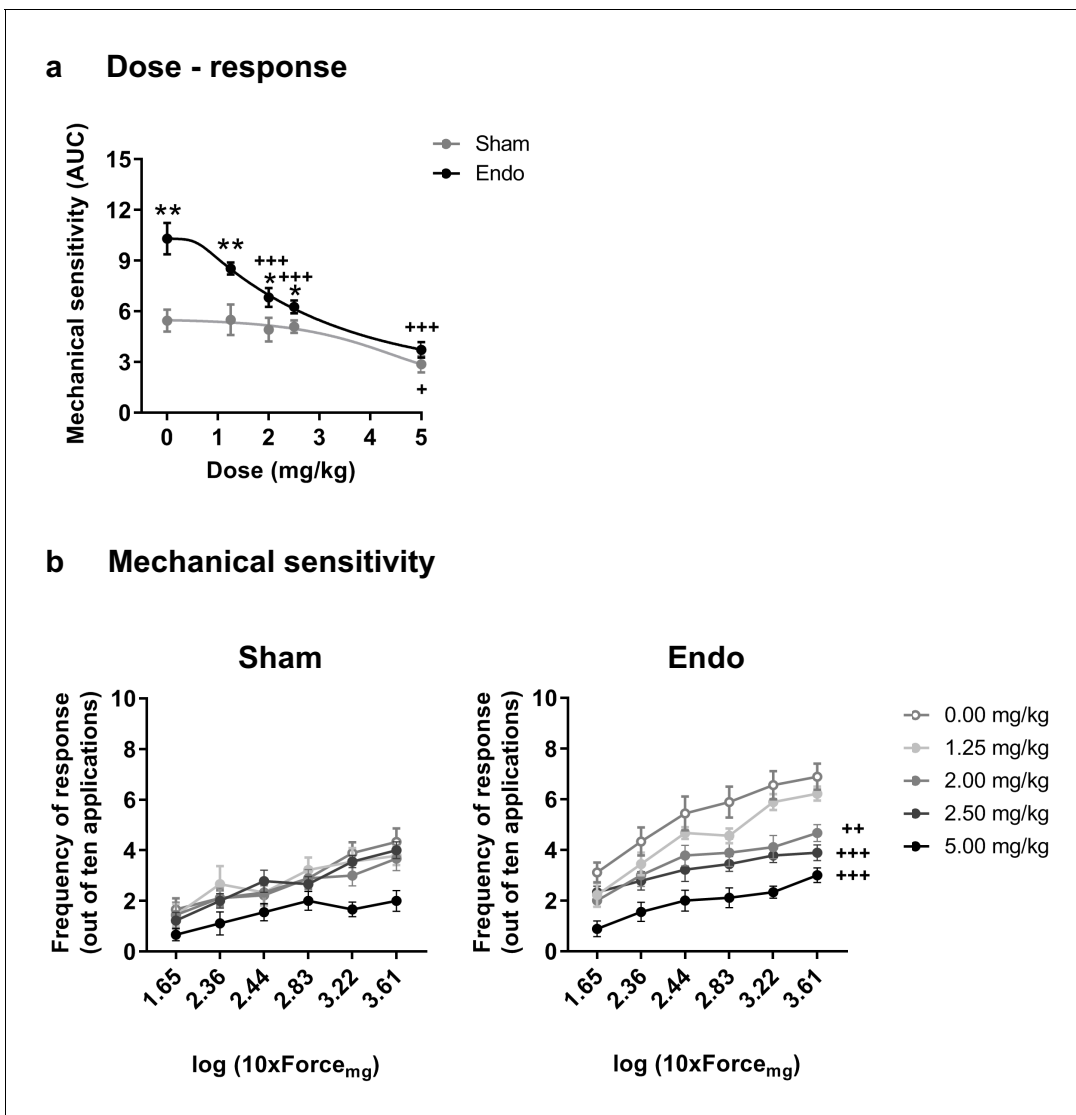 a Dose - response
Mechanical sensitivity (AUC)
15
12
9
6
3
0
**
**
+++
*
+++
*
+++
+
Sham
Endo
0 1 2 3 4 5
Dose (mg/kg)
b Mechanical sensitivity
Sham
Frequency of response
(out of ten applications)
10
8
6
4
2
0
1.65 2.36 2.44 2.83 3.22 3.61
log (10xForcemg)
Endo
Frequency of response
(out of ten applications)
10
8
6
4
2
0
++
+++
+++
1.65 2.36 2.44 2.83 3.22 3.61
log (10xForcemg)
0.00 mg/kg
1.25 mg/kg
2.00 mg/kg
2.50 mg/kg
5.00 mg/kg